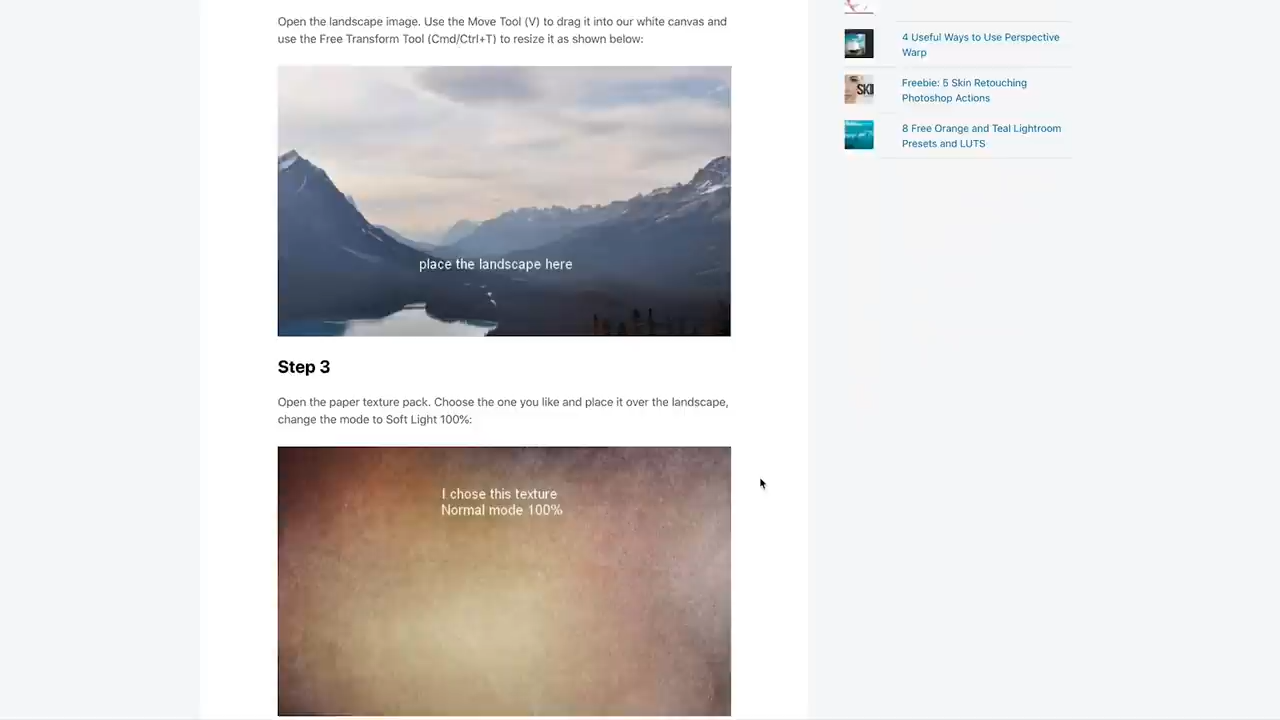 Open the landscape image. Use the Move Tool (V) to drag it into our white canvas and
use the Free Transform Tool (Cmd/Ctrl+T) to resize it as shown below:
place the landscape here
Step 3
Open the paper texture pack. Choose the one you like and place it over the landscape,
change the mode to Soft Light 100%:
I chose this texture
Normal mode 100%
4 Useful Ways to Use Perspective
Warp
SKI
Freebie: 5 Skin Retouching
Photoshop Actions
8 Free Orange and Teal Lightroom
Presets and LUTS